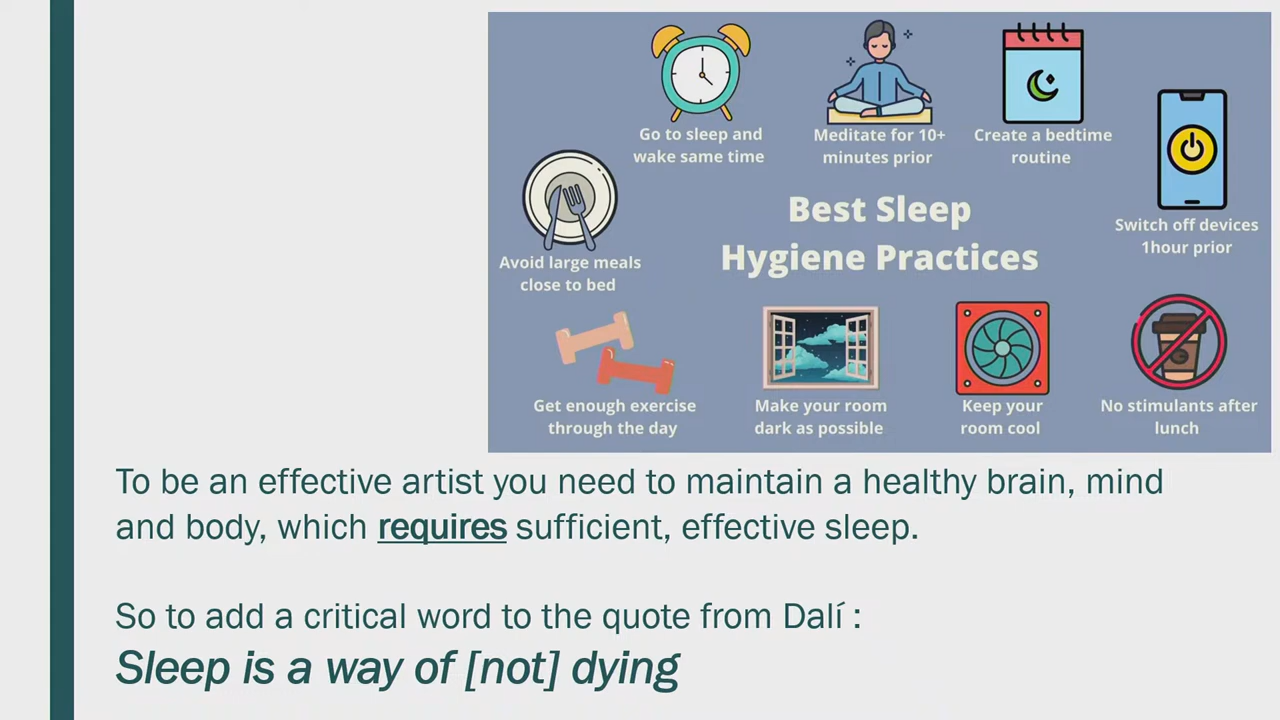 Go to sleep and
wake same time
Meditate for 10+
minutes prior
Create a bedtime
routine
Switch off devices
1hour prior
Best Sleep
Hygiene Practices
Avoid large meals
close to bed
Get enough exercise
through the day
Make your room
dark as possible
Keep your
room cool
No stimulants after
lunch
To be an effective artist you need to maintain a healthy brain, mind
and body, which requires sufficient, effective sleep.
So to add a critical word to the quote from Dalí :
Sleep is a way of [not] dying